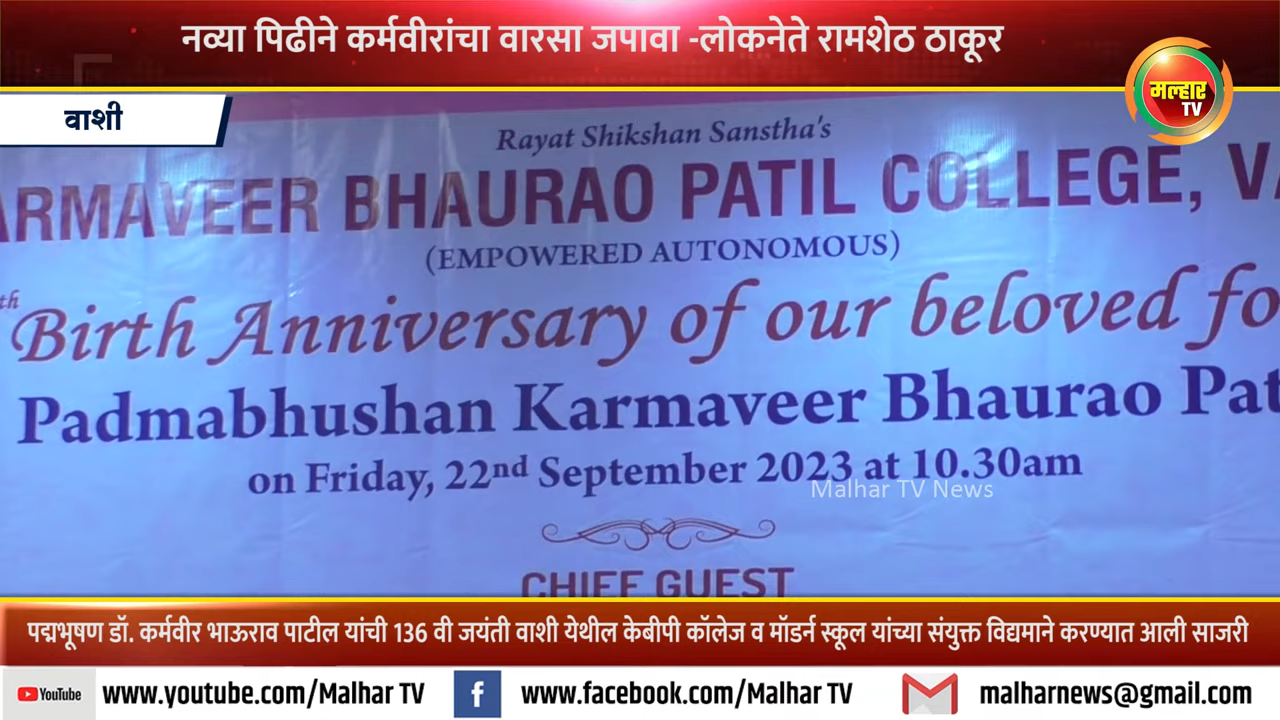 नव्या पिढीने कर्मवीरांचा वारसा जपावा -लोकनेते रामशेठ ठाकूर
मल्हार
TV
वाशी
Rayat Shikshan Sanstha's
ARMAVEER BHAURAO PATIL COLLEGE, VA
(EMPOWERED AUTONOMOUS)
th Birth Anniversary of our beloved fo
Padmabhushan Karmaveer Bhaurao Pat
on Friday, 22nd September 2023 at 10.30am
Malhar TV News
CHIEF GUEST
पद्मभूषण डॉ. कर्मवीर भाऊराव पाटील यांची 136 वी जयंती वाशी येथील केबीपी कॉलेज व मॉडर्न स्कूल यांच्या संयुक्त विद्यमाने करण्यात आली साजरी
YouTube www.youtube.com/Malhar TV f www.facebook.com/Malhar TV malharnews@gmail.com